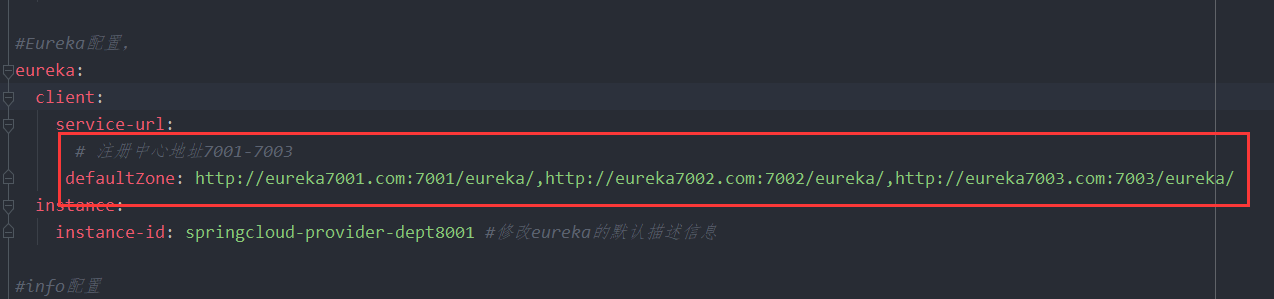 #Eureka配置,
eureka:
client:
service-url:
# 注册中心地址7001-7003
defaultZone: http://eureka7001.com:7001/eureka/,http://eureka7002.com:7002/eureka/,http://eureka7003.com:7003/eureka/
instance:
instance-id: springcloud-provider-dept8001 #修改eureka的默认描述信息
#info配置